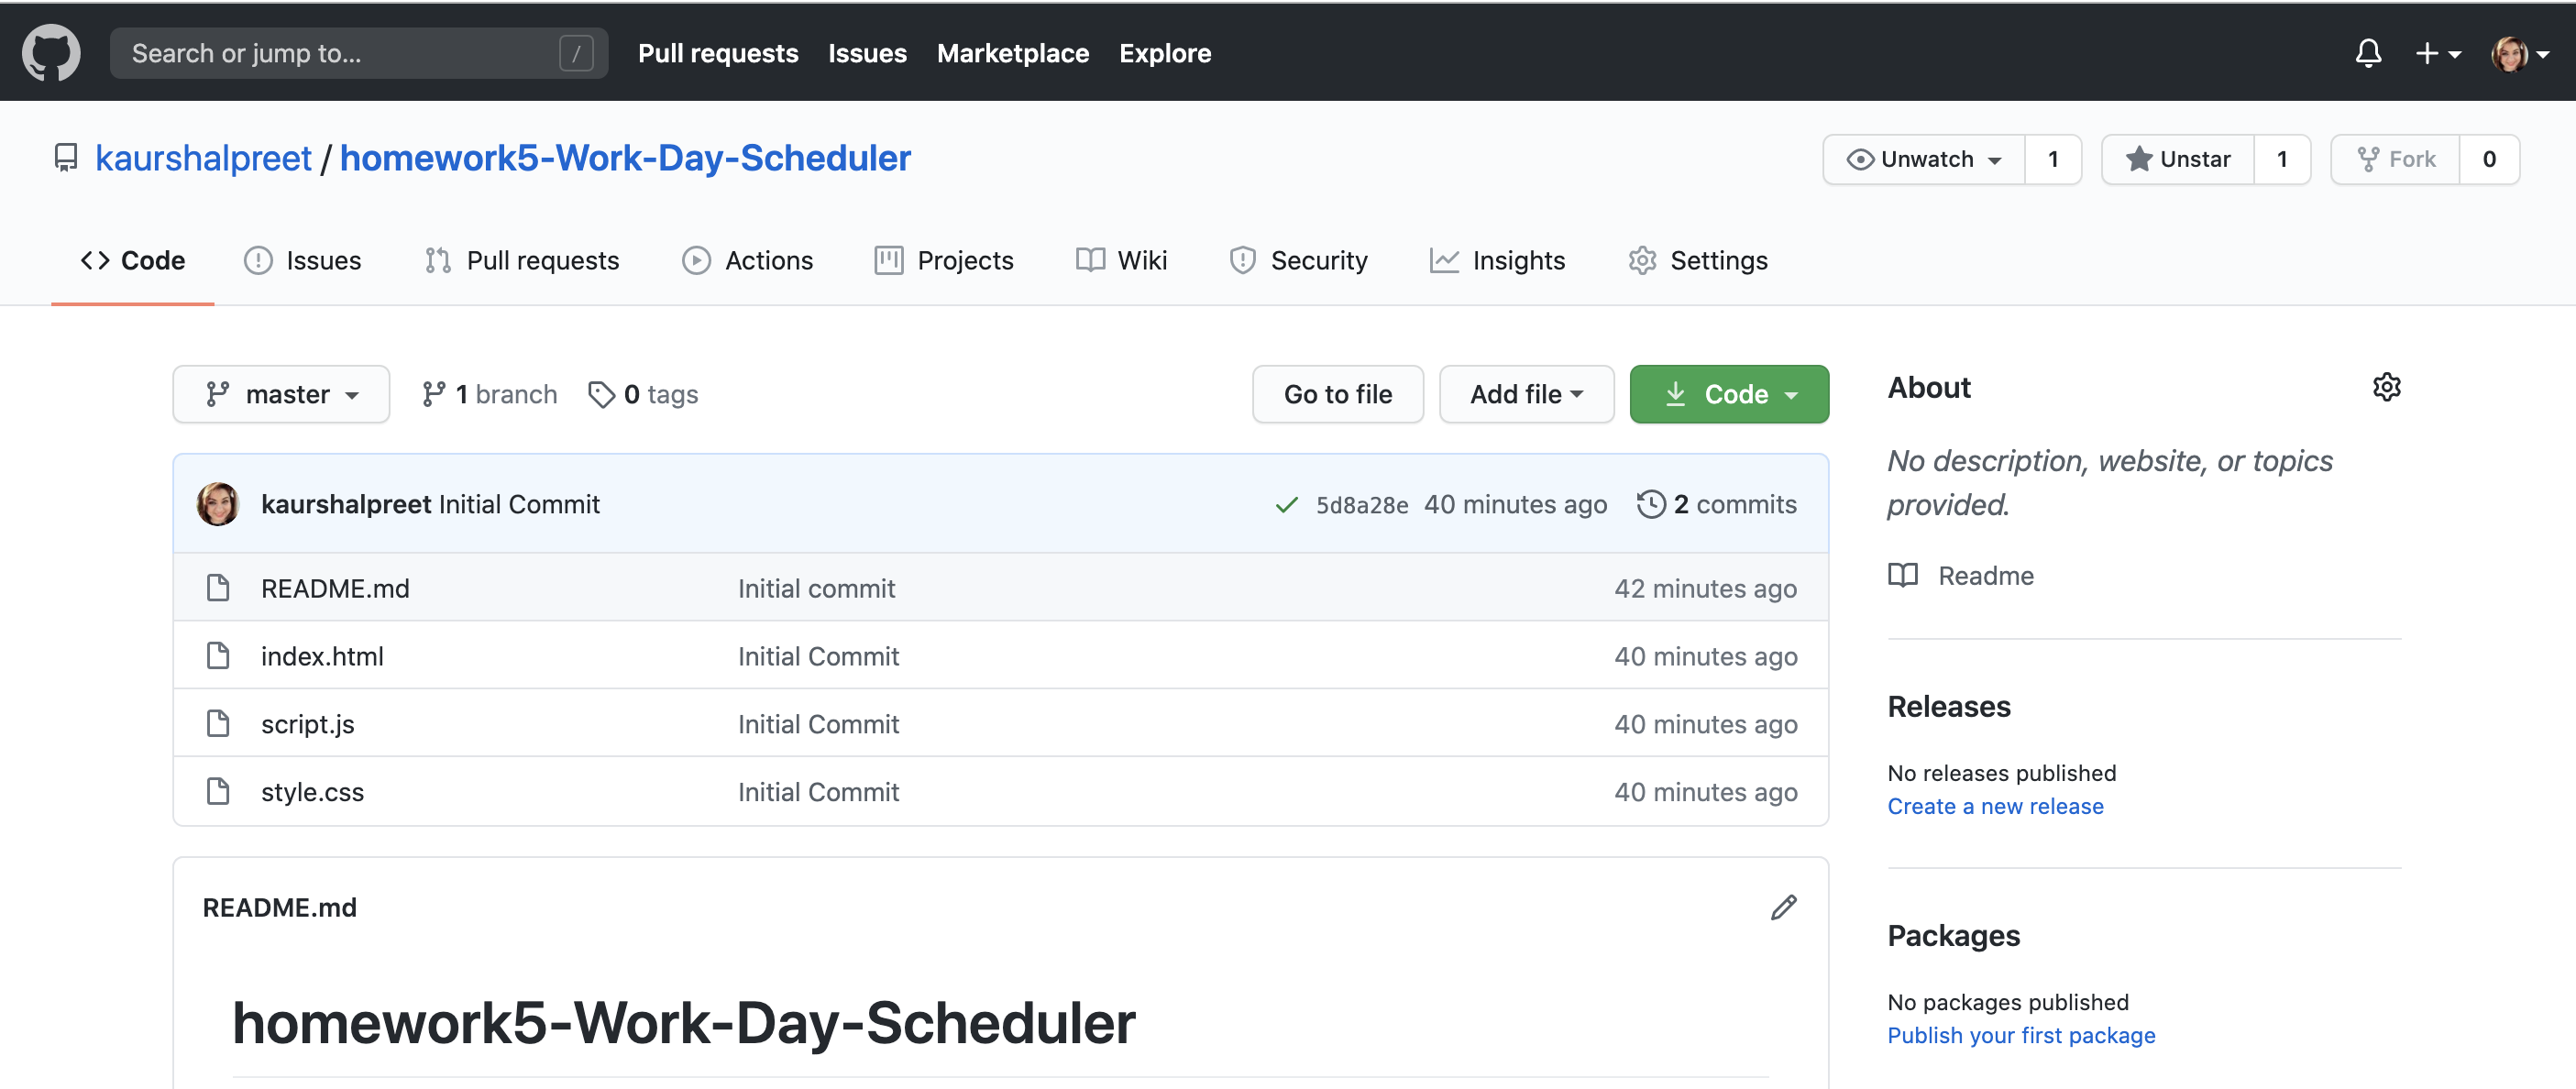 Search or jump to... / Pull requests Issues Marketplace Explore
kaurshalpreet / homework5-Work-Day-Scheduler Unwatch 1 Unstar 1 Fork 0
Code Issues Pull requests Actions Projects Wiki Security Insights Settings
master 1 branch 0 tags Go to file Add file Code
kaurshalpreet Initial Commit 5d8a28e 40 minutes ago 2 commits
README.md Initial commit 42 minutes ago
index.html Initial Commit 40 minutes ago
script.js Initial Commit 40 minutes ago
style.css Initial Commit 40 minutes ago
README.md
homework5-Work-Day-Scheduler
About
No description, website, or topics
provided.
Readme
Releases
No releases published
Create a new release
Packages
No packages published
Publish your first package